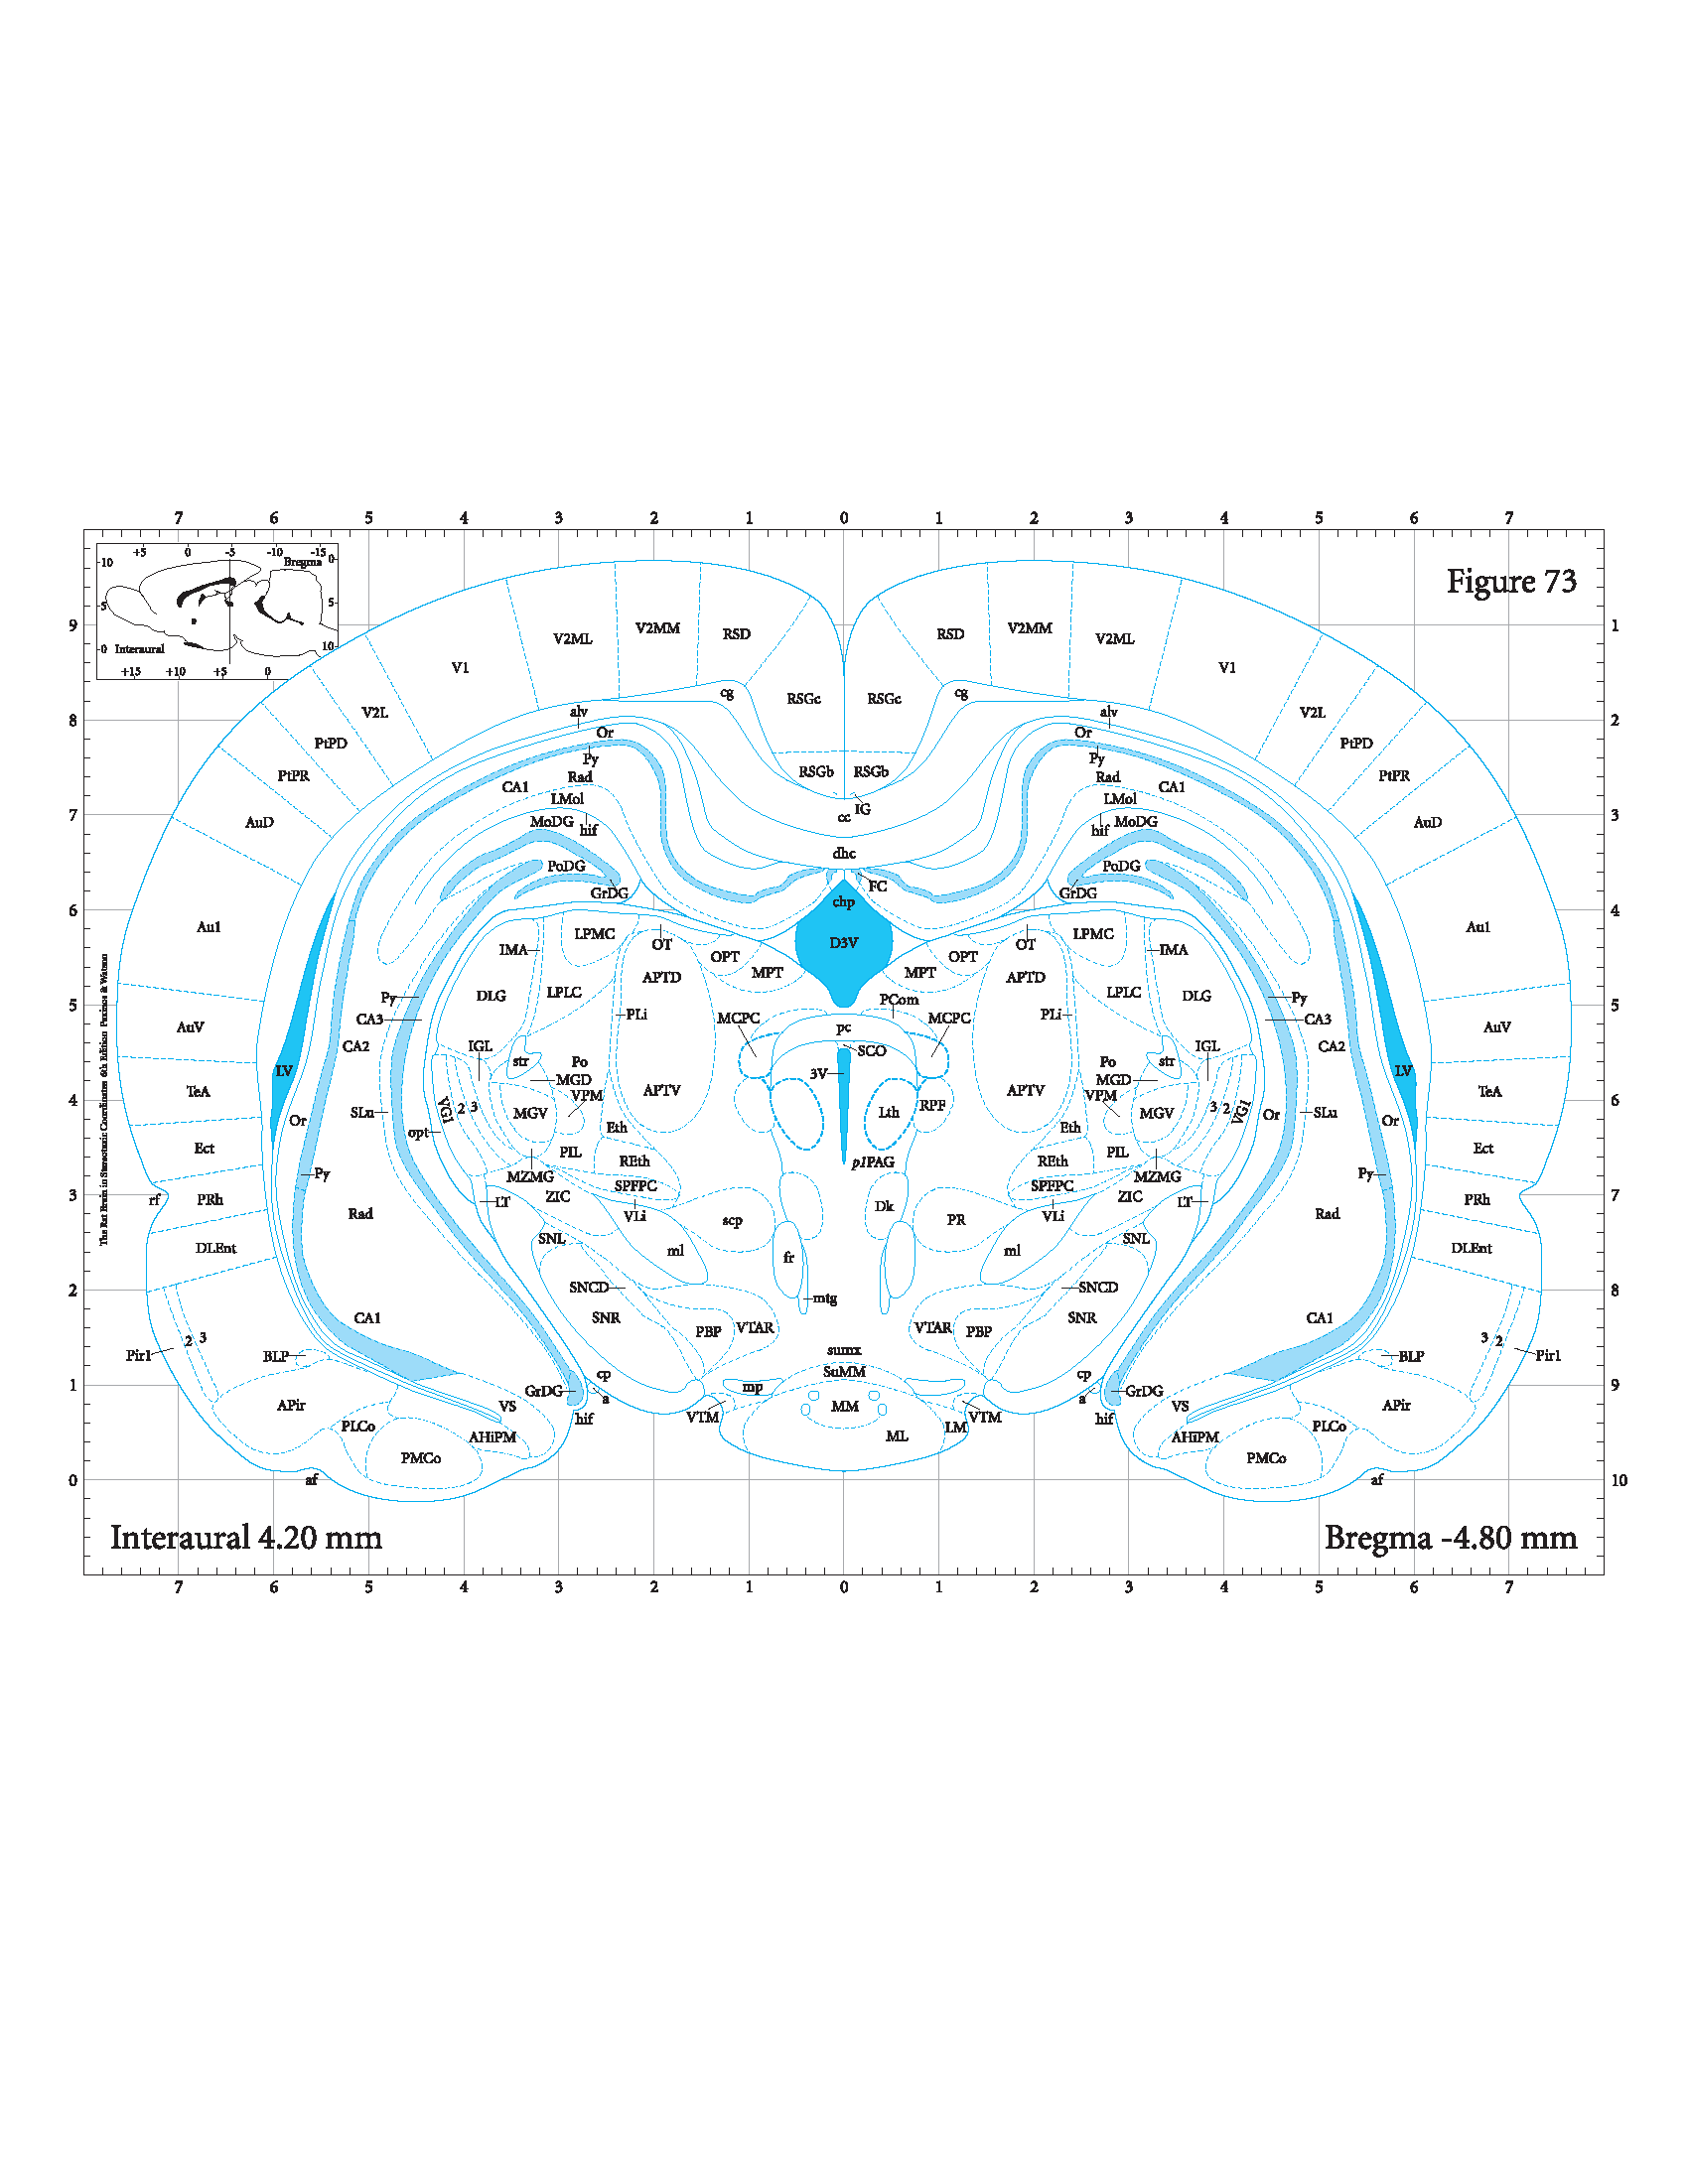 7 6 5 4 3 2 1 0 1 2 3 4 5 6 7
+5 0 -5 -10 -15
10 Bregma 0
5 5
0 Interaural 10
+15 +10 +5 0
Figure 73
9 V1 V2ML V2MM RSD RSD V2MM V2ML V1 1
RSGc RSGc
cg cg
8 V2L alv alv V2L 2
PtPD Or Or PtPD
Py Py
PtPR Rad RSGb RSGb Rad PtPR
CA1 CA1
LMol LMol
7 AuD MoDG hif IG cc hif MoDG AuD 3
dhc
PoDG PoDG
GrDG FC GrDG
chp
6 Au1 LPMC OT D3V OT LPMC Au1 4
IMA OPT OPT IMA
MPT MPT
APTD APTD
DLG LPLC LPLC DLG
5 Py PCom Py 5
CA3 PLi MCPC MCPC PLi CA3
AuV pc AuV
CA2 IGL SCO IGL CA2
str Po Po str
LV 3V LV
MGD MGD
TeA APTV APTV TeA
VPM VPM
4 VG1 2 3 MGV Lth RPF MGV 3 2 VG1 6
SLu Or SLu
Or opt Eth Eth Or
Ect PIL REth p1PAG REth PIL Ect
Py MZMG MZMG Py
3 rf PRh LT ZIC SPFPC SPFPC ZIC LT PRh 7
Rad VLi scp Dk PR VLi Rad
DLEnt SNL ml fr ml SNL DLEnt
2 SNCD mtg SNCD 8
CA1 SNR PBP VTAR VTAR PBP SNR CA1
2 3 3 2
Pir1 BLP sumx BLP Pir1
SuMM
1 GrDG cp mp cp GrDG 9
a a
APir VS hif VTM MM VTM hif VS APir
PLCo AHiPM ML LM AHiPM PLCo
PMCo PMCo
0 af af 10
Interaural 4.20 mm Bregma -4.80 mm
7 6 5 4 3 2 1 0 1 2 3 4 5 6 7
The Rat Brain in Stereotaxic Coordinates 6th Edition Paxinos & Watson